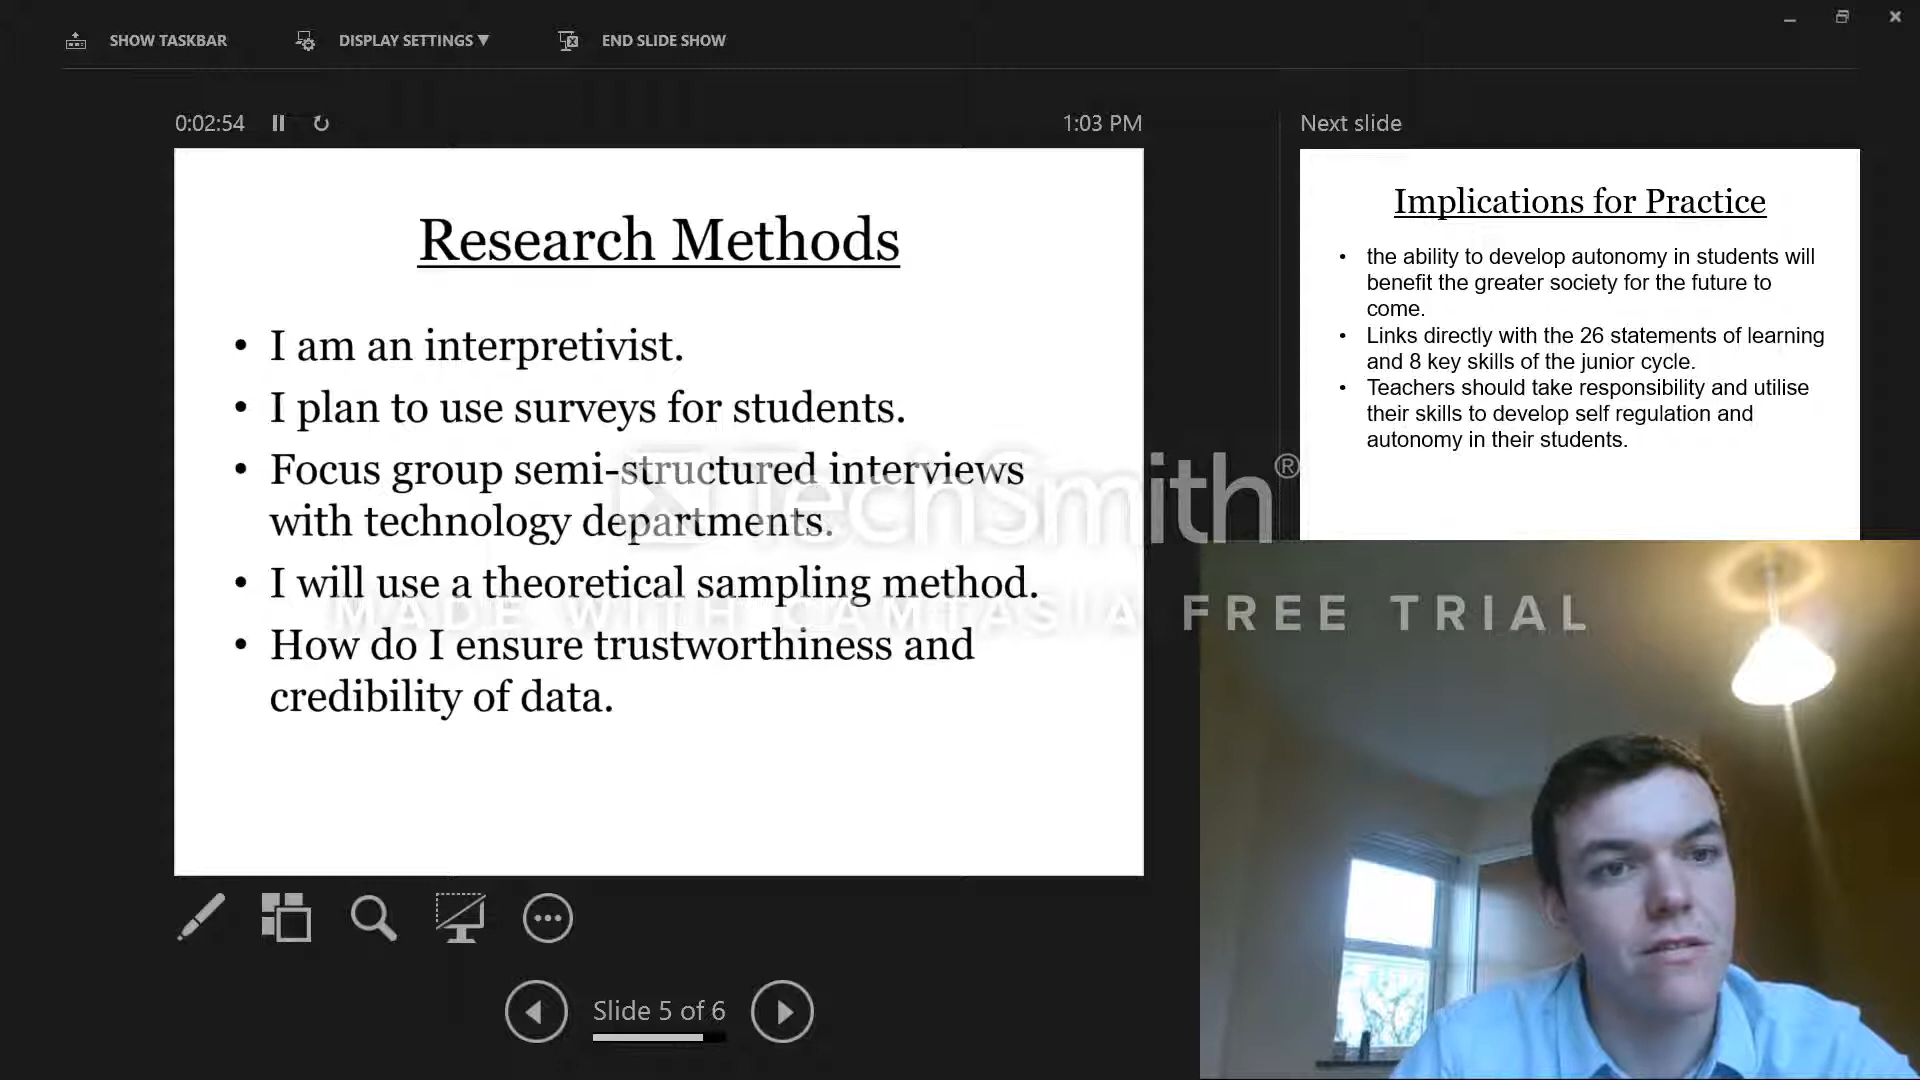 SHOW TASKBAR
DISPLAY SETTINGS ▼
END SLIDE SHOW
0:02:54
1:03 PM
Next slide
Research Methods
• I am an interpretivist.
• I plan to use surveys for students.
• Focus group semi-structured interviews
with technology departments.
• I will use a theoretical sampling method.
• How do I ensure trustworthiness and
credibility of data.
Implications for Practice
• the ability to develop autonomy in students will
benefit the greater society for the future to
come.
• Links directly with the 26 statements of learning
and 8 key skills of the junior cycle.
• Teachers should take responsibility and utilise
their skills to develop self regulation and
autonomy in their students.
TechSmith®
MADE WITH CAMTASIA FREE TRIAL
Slide 5 of 6